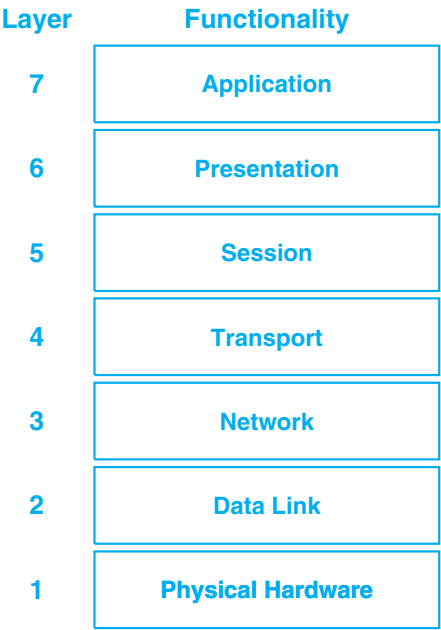 Layer Functionality
7 Application
6 Presentation
5 Session
4 Transport
3 Network
2 Data Link
1 Physical Hardware